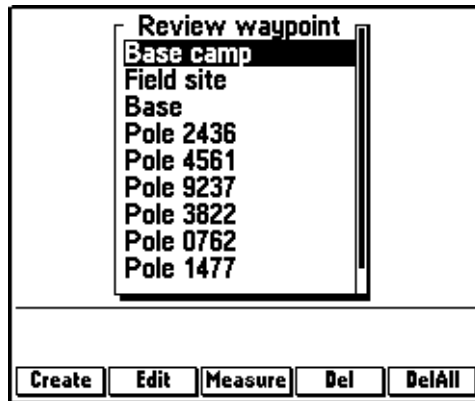 Review waypoint
Base camp
Field site
Base
Pole 2436
Pole 4561
Pole 9237
Pole 3822
Pole 0762
Pole 1477
Create Edit Measure Del DelAll